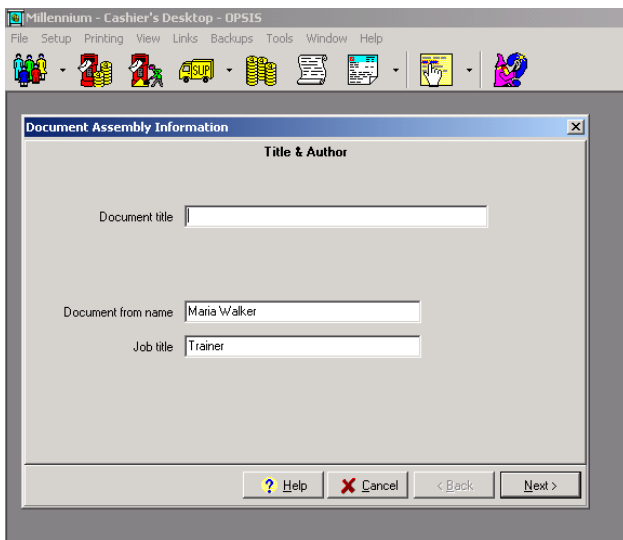 Millennium - Cashier's Desktop - OPSIS
File Setup Printing View Links Backups Tools Window Help
SUP
Document Assembly Information
Title & Author
Document title
Document from name Maria Walker
Job title Trainer
? Help Cancel < Back Next >